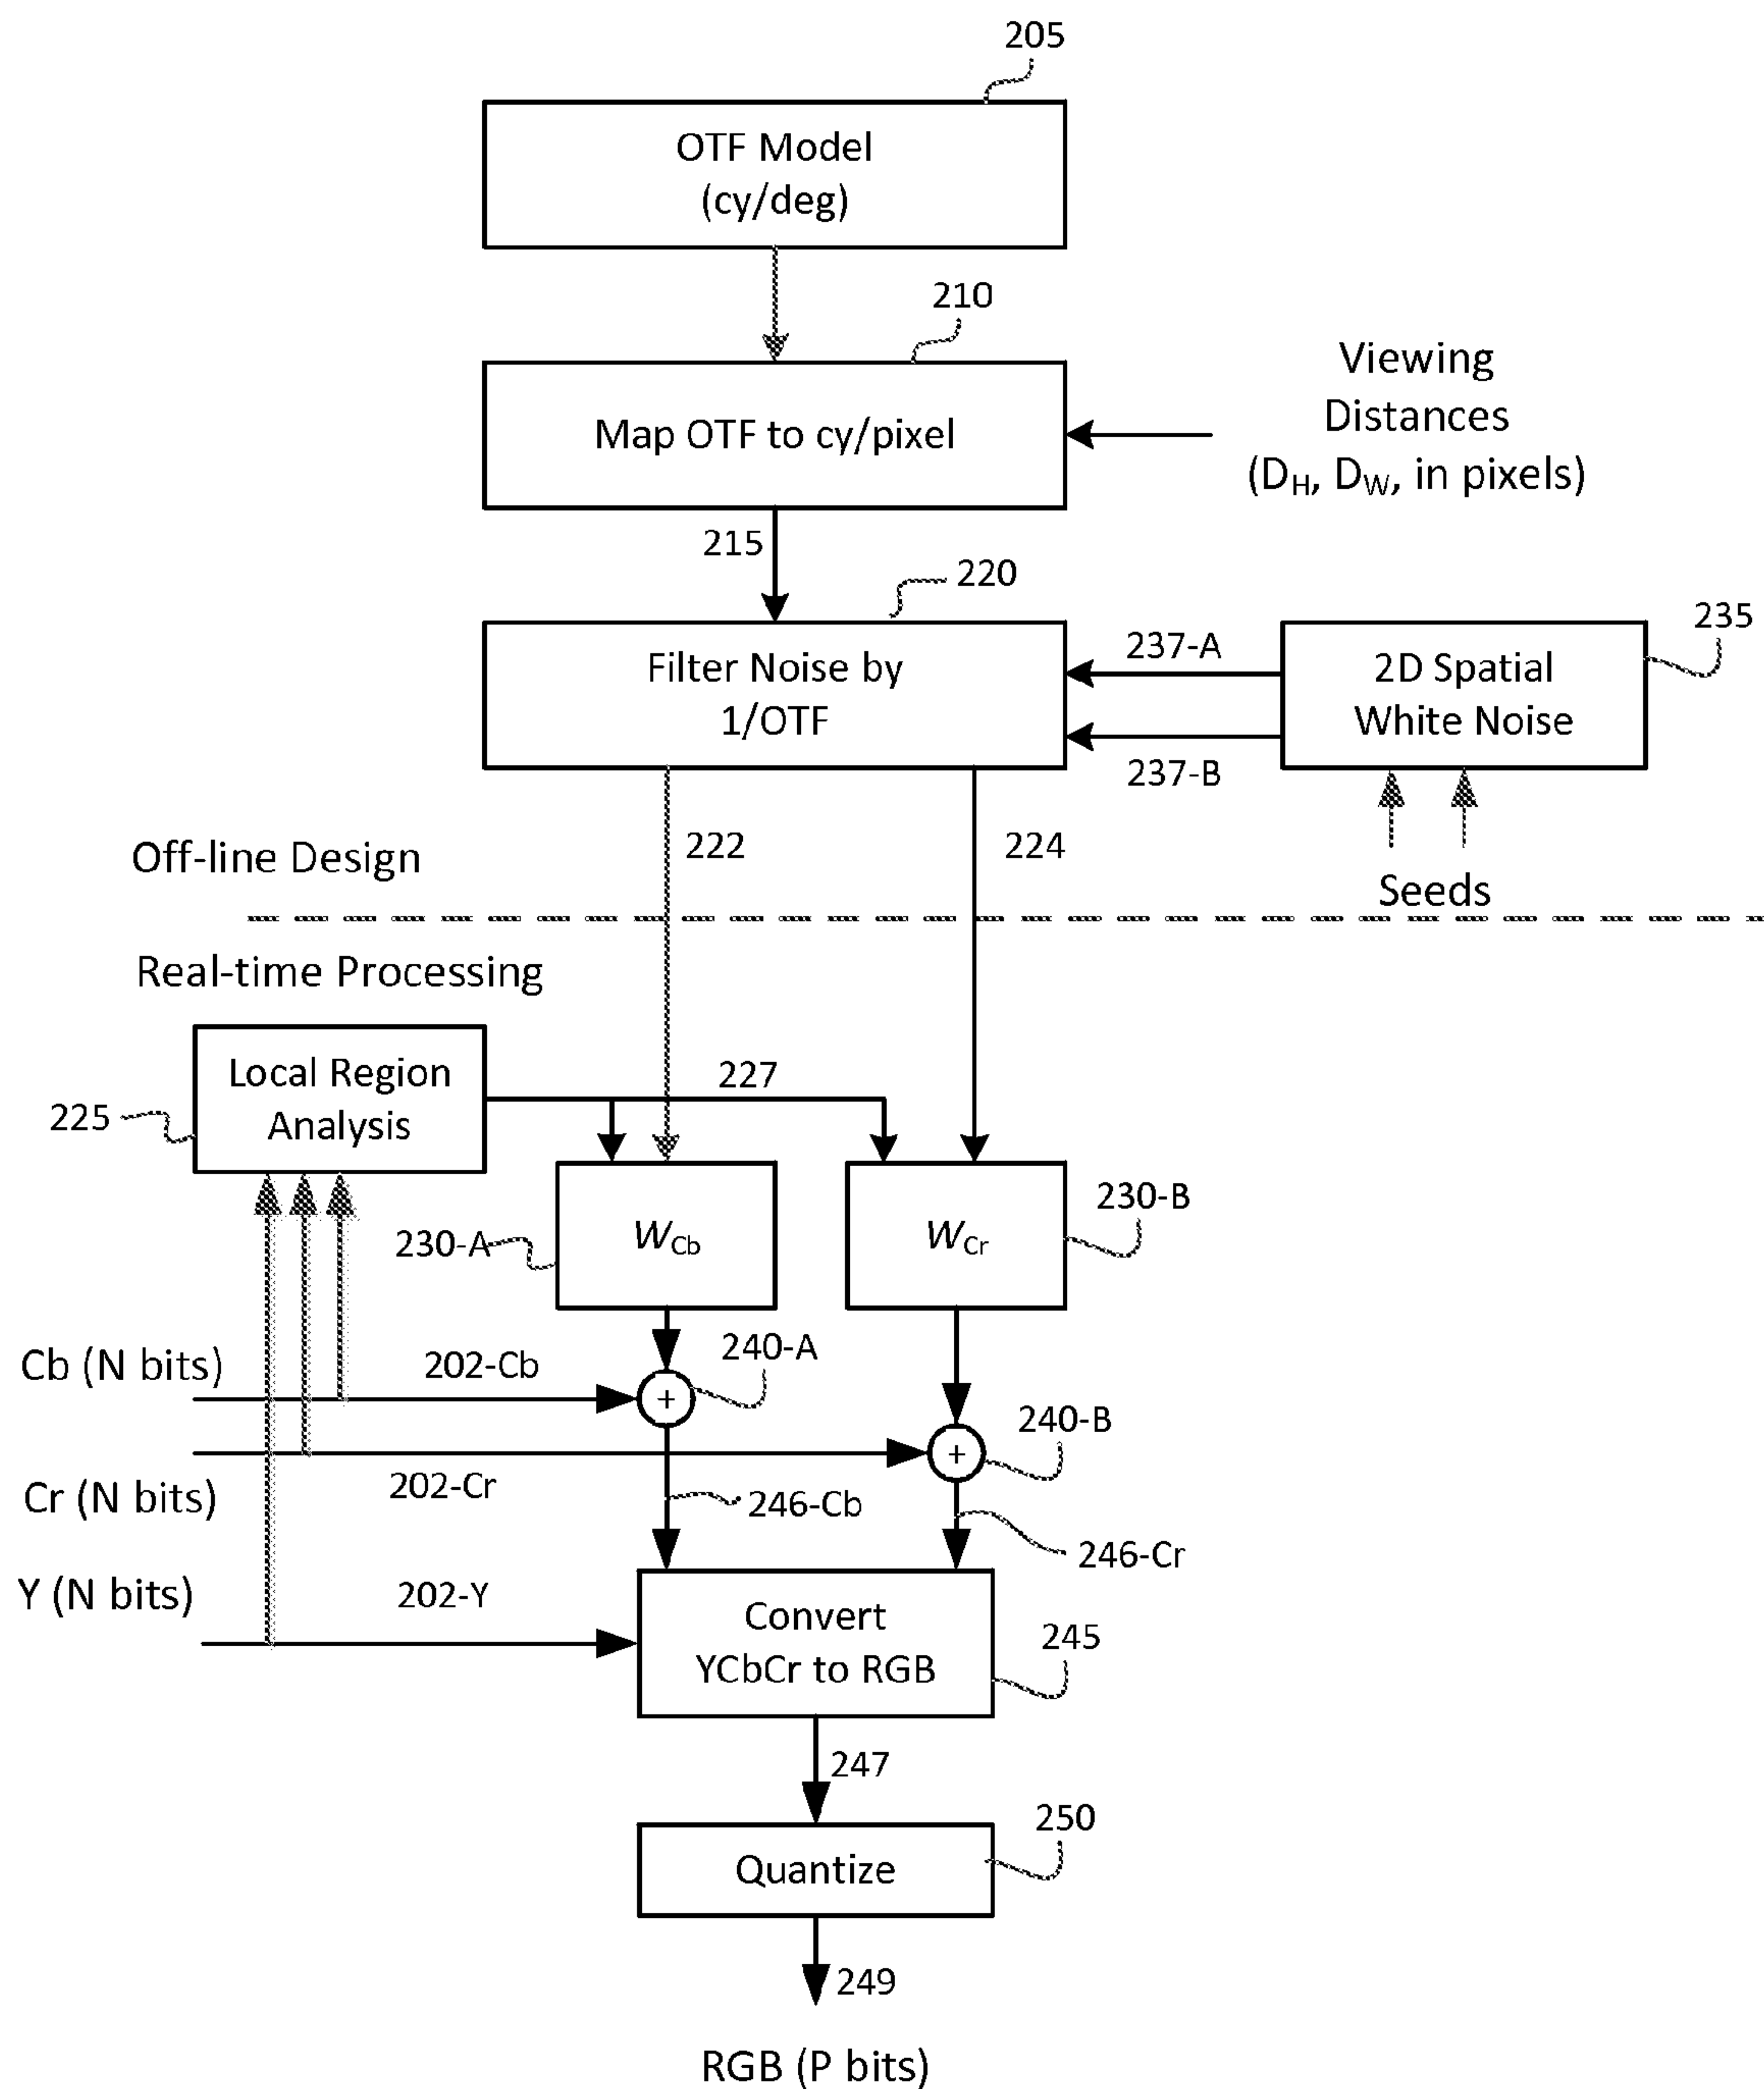 205
OTF Model
(cy/deg)
210
Map OTF to cy/pixel
Viewing
Distances
(DH, DW, in pixels)
215
220
Filter Noise by
1/OTF
237-A
237-B
235
2D Spatial
White Noise
222
224
Seeds
Off-line Design
Real-time Processing
Local Region
Analysis
225
227
WCb
230-A
WCr
230-B
Cb (N bits)
202-Cb
240-A
240-B
Cr (N bits)
202-Cr
246-Cb
246-Cr
Y (N bits)
202-Y
Convert
YCbCr to RGB
245
247
250
Quantize
249
RGB (P bits)
+
+